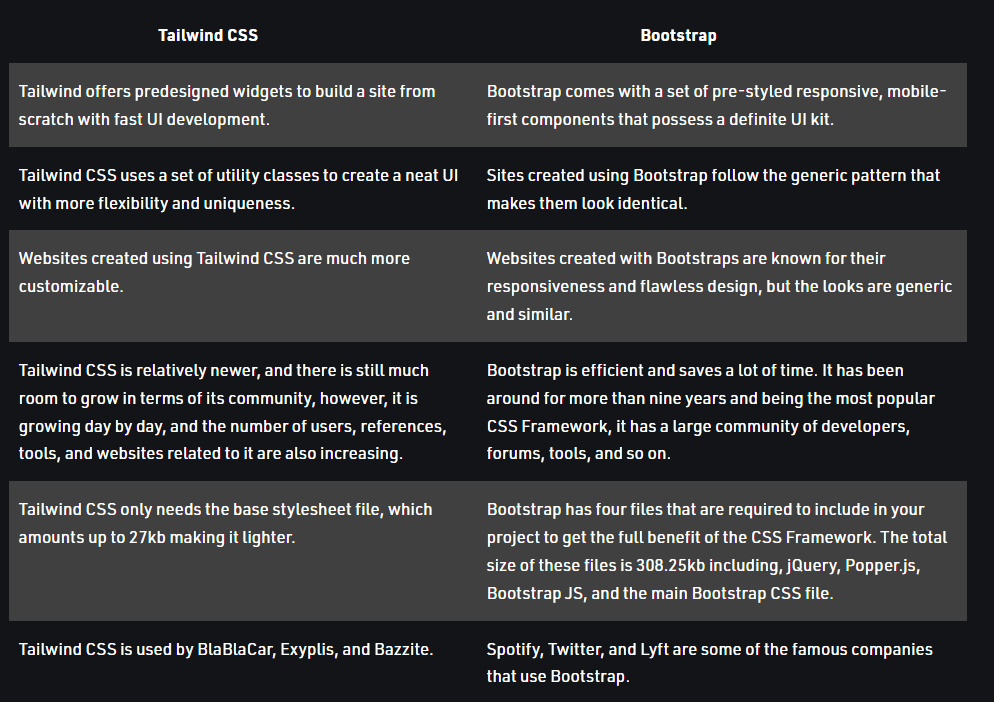 Tailwind CSS
Bootstrap
Tailwind offers predesigned widgets to build a site from
scratch with fast UI development.
Bootstrap comes with a set of pre-styled responsive, mobile-
first components that possess a definite UI kit.
Tailwind CSS uses a set of utility classes to create a neat UI
with more flexibility and uniqueness.
Sites created using Bootstrap follow the generic pattern that
makes them look identical.
Websites created using Tailwind CSS are much more
customizable.
Websites created with Bootstraps are known for their
responsiveness and flawless design, but the looks are generic
and similar.
Tailwind CSS is relatively newer, and there is still much
room to grow in terms of its community, however, it is
growing day by day, and the number of users, references,
tools, and websites related to it are also increasing.
Bootstrap is efficient and saves a lot of time. It has been
around for more than nine years and being the most popular
CSS Framework, it has a large community of developers,
forums, tools, and so on.
Tailwind CSS only needs the base stylesheet file, which
amounts up to 27kb making it lighter.
Bootstrap has four files that are required to include in your
project to get the full benefit of the CSS Framework. The total
size of these files is 308.25kb including, jQuery, Popper.js,
Bootstrap JS, and the main Bootstrap CSS file.
Tailwind CSS is used by BlaBlaCar, Exyplis, and Bazzite.
Spotify, Twitter, and Lyft are some of the famous companies
that use Bootstrap.